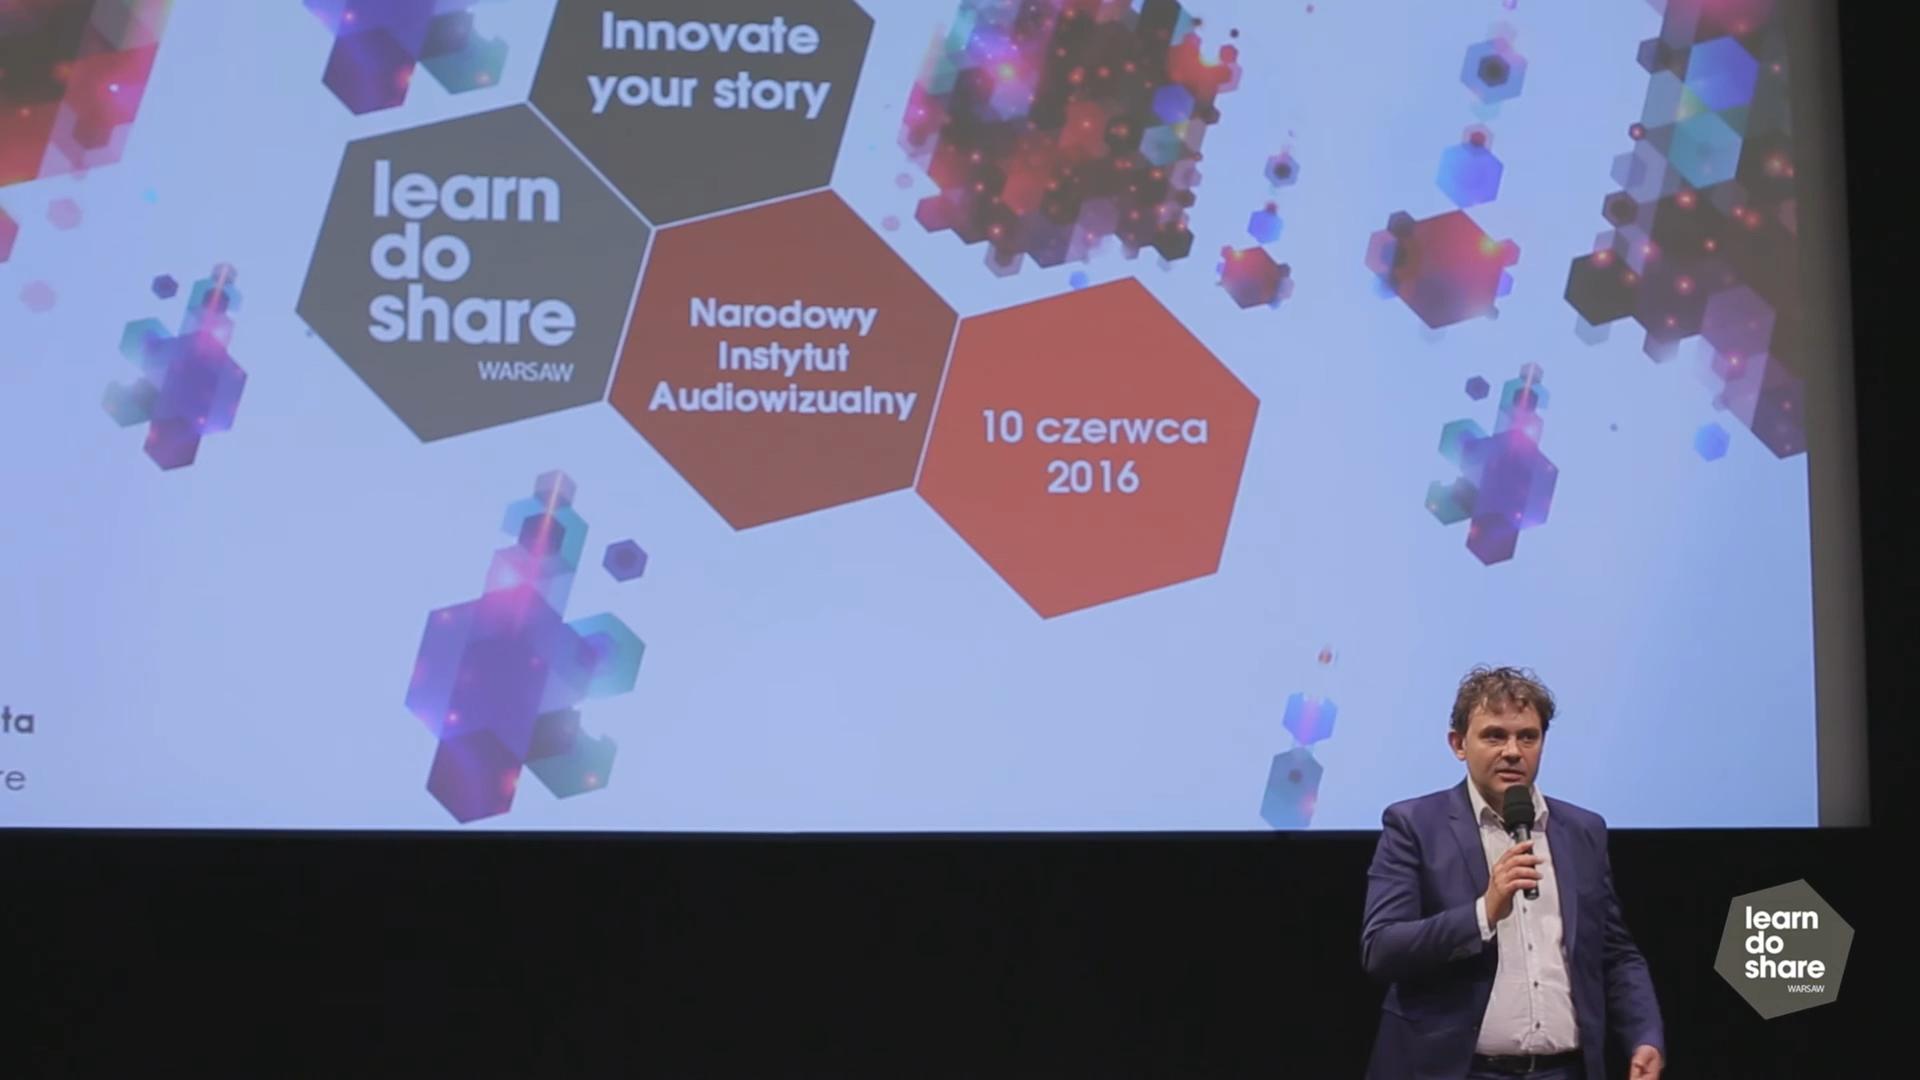 Innovate
your story
learn
do
share
WARSAW
Narodowy
Instytut
Audiowizualny
10 czerwca
2016
learn
do
share
WARSAW